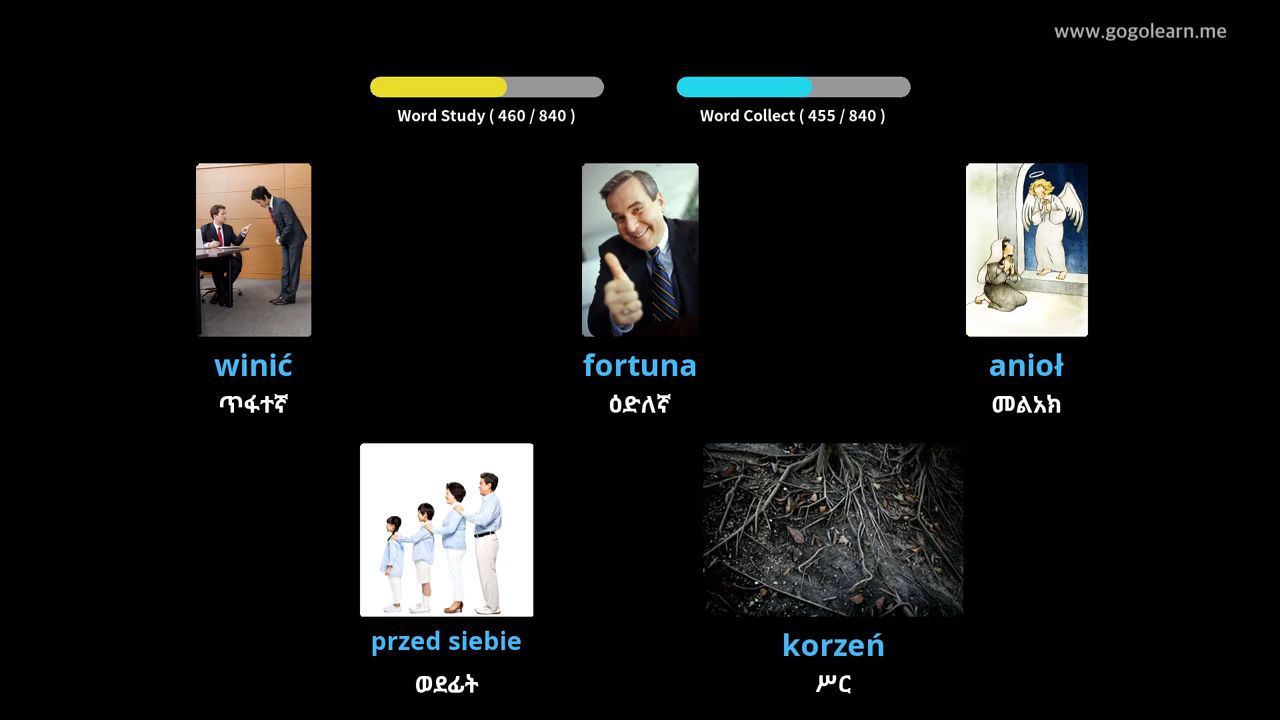 www.gogolearn.me
Word Study ( 460 / 840 )
Word Collect ( 455 / 840 )
winić
ጥፋተኛ
fortuna
ዕድለኛ
anioł
መልአክ
przed siebie
ወደፊት
korzeń
ሥር